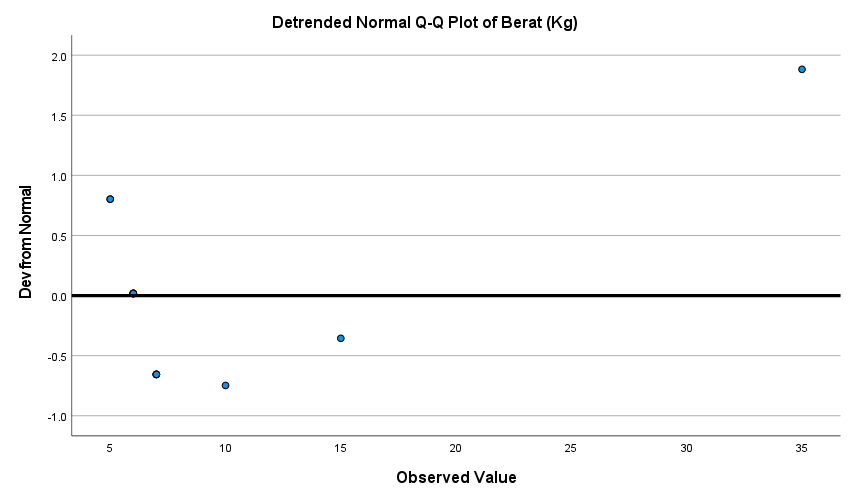 Detrended Normal Q-Q Plot of Berat (Kg)
Dev from Normal
2.0
1.5
1.0
0.5
0.0
-0.5
-1.0
5 10 15 20 25 30 35
Observed Value